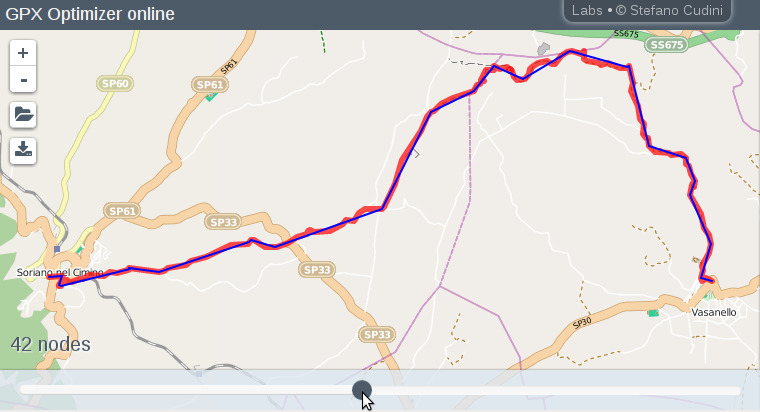 GPX Optimizer online
Labs • © Stefano Cudini
SS675
SS675
SP61
SP60
SP61
SP61
SP33
SP33
Soriano nel Cimino
SP33
SP30
Vasanello
42 nodes
+
-